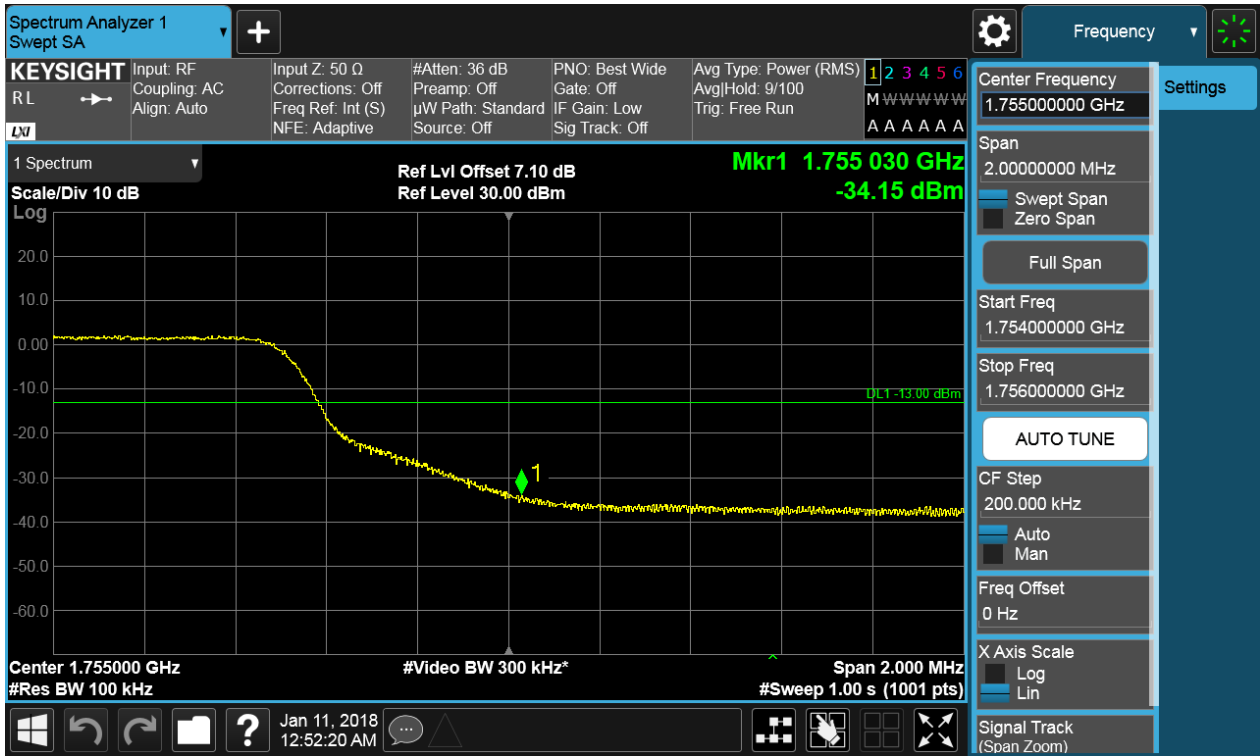 Spectrum Analyzer 1
Swept SA
+
Frequency
KEYSIGHT
R L
LXI
Input: RF
Coupling: AC
Align: Auto
Input Z: 50 Ω
Corrections: Off
Freq Ref: Int (S)
NFE: Adaptive
#Atten: 36 dB
Preamp: Off
µW Path: Standard
Source: Off
PNO: Best Wide
Gate: Off
IF Gain: Low
Sig Track: Off
Avg Type: Power (RMS)
Avg|Hold: 9/100
Trig: Free Run
1 2 3 4 5 6
M W W W W W
A A A A A A
1 Spectrum
Scale/Div 10 dB
Log
Ref Lvl Offset 7.10 dB
Ref Level 30.00 dBm
Mkr1 1.755 030 GHz
-34.15 dBm
20.0
10.0
0.00
-10.0
DL1 -13.00 dBm
-20.0
-30.0
1
-40.0
-50.0
-60.0
Center 1.755000 GHz
#Video BW 300 kHz*
Span 2.000 MHz
#Res BW 100 kHz
#Sweep 1.00 s (1001 pts)
Center Frequency
1.755000000 GHz
Settings
Span
2.00000000 MHz
Swept Span
Zero Span
Full Span
Start Freq
1.754000000 GHz
Stop Freq
1.756000000 GHz
AUTO TUNE
CF Step
200.000 kHz
Auto
Man
Freq Offset
0 Hz
X Axis Scale
Log
Lin
Signal Track
(Span Zoom)
?
Jan 11, 2018
12:52:20 AM